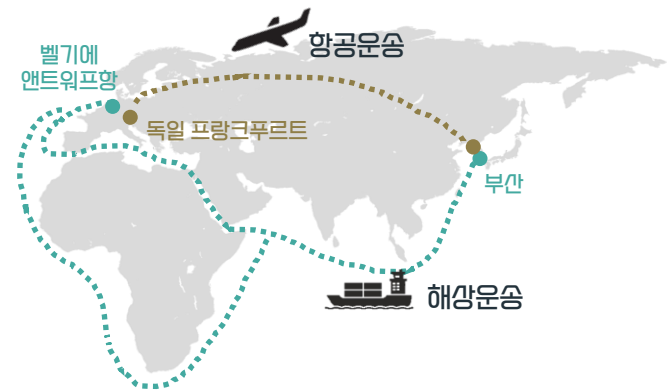 항공운송
벨기에
앤트워프항
독일 프랑크푸르트
부산
해상운송